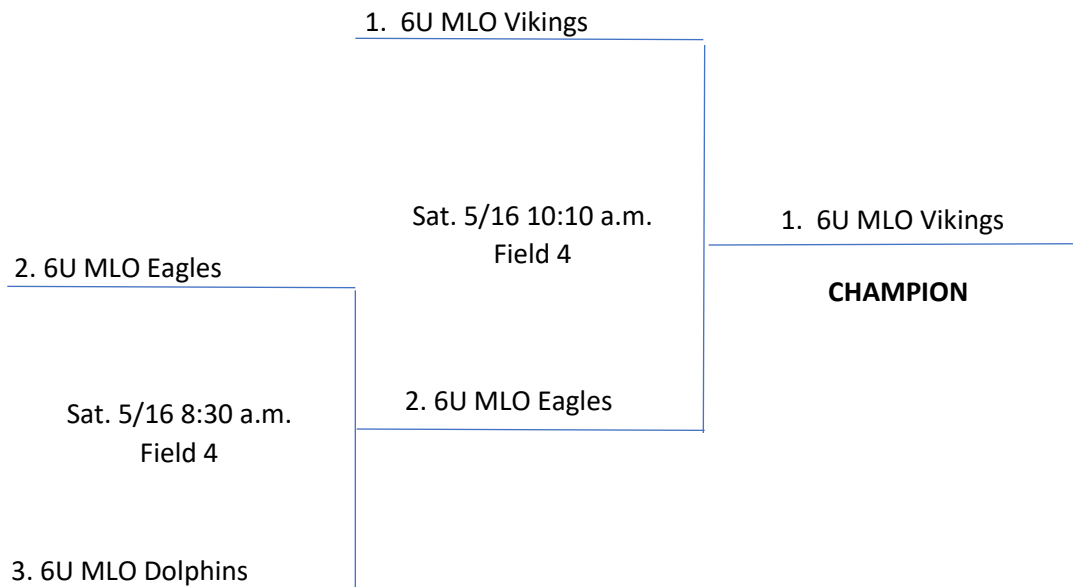 1. 6U MLO Vikings
Sat. 5/16 10:10 a.m.
Field 4
1. 6U MLO Vikings
CHAMPION
2. 6U MLO Eagles
2. 6U MLO Eagles
Sat. 5/16 8:30 a.m.
Field 4
3. 6U MLO Dolphins